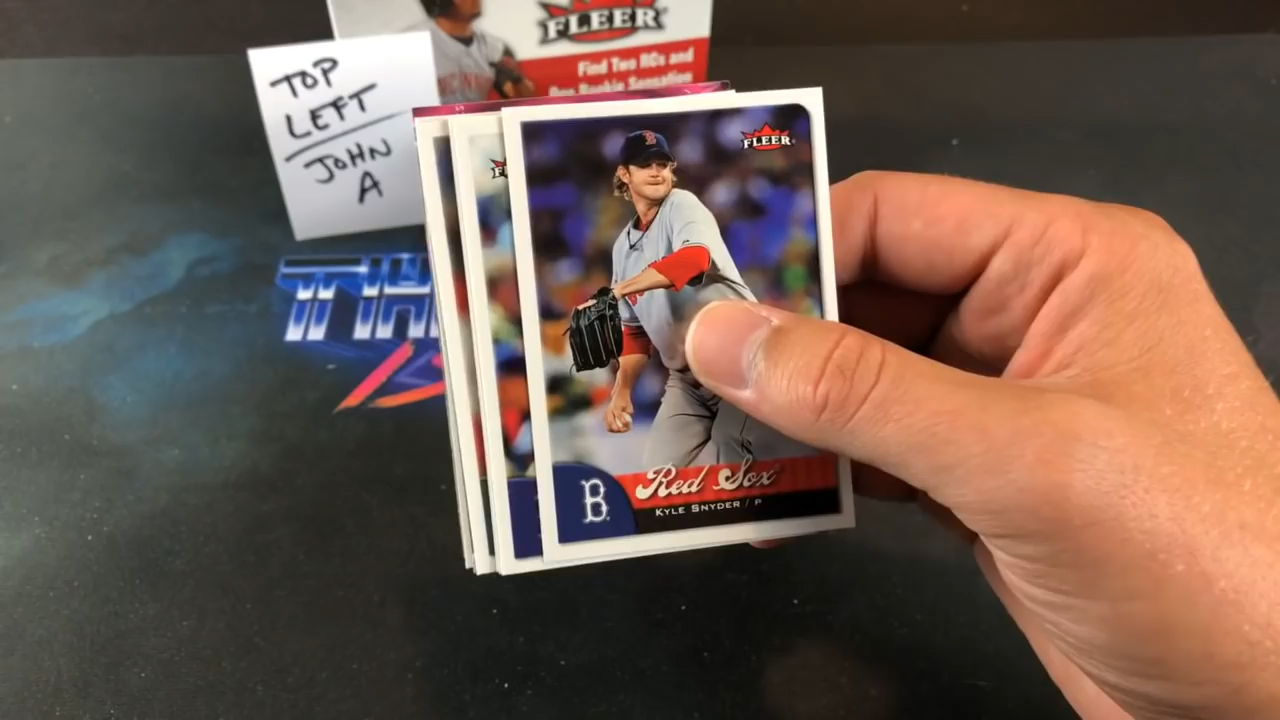 FLEER
Find Two RCs and
One Rookie Sensation
TOP
LEFT
JOHN
A
FLEER
B
B
Red Sox
KYLE SNYDER / P